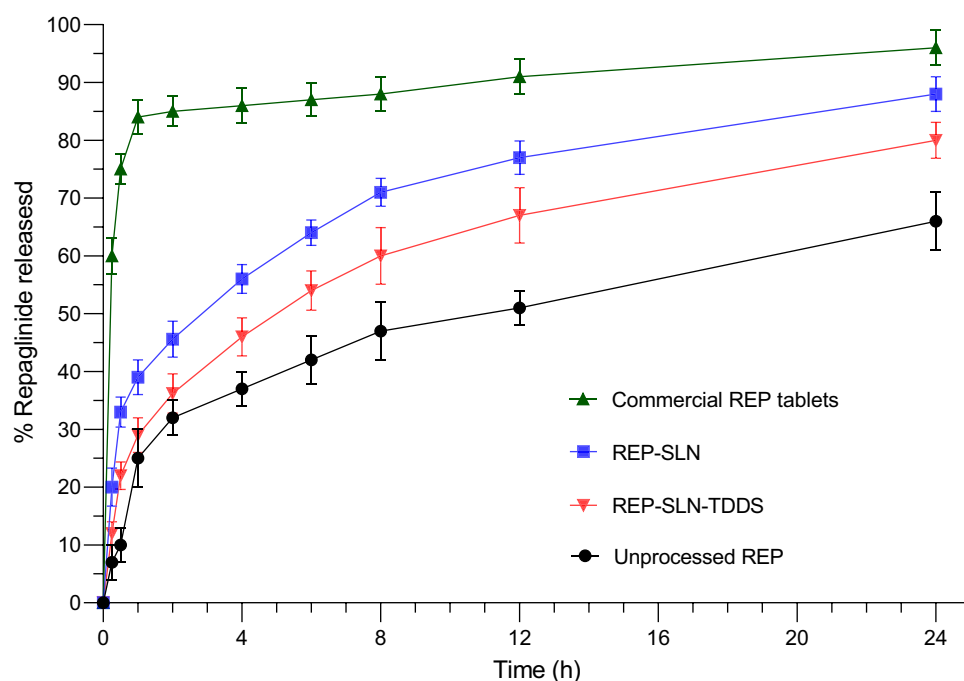 100
90
80
70
60
50
40
30
20
10
0
% Repaglinide releasesd
Commercial REP tablets
REP-SLN
REP-SLN-TDDS
Unprocessed REP
0 4 8 12 16 20 24
Time (h)